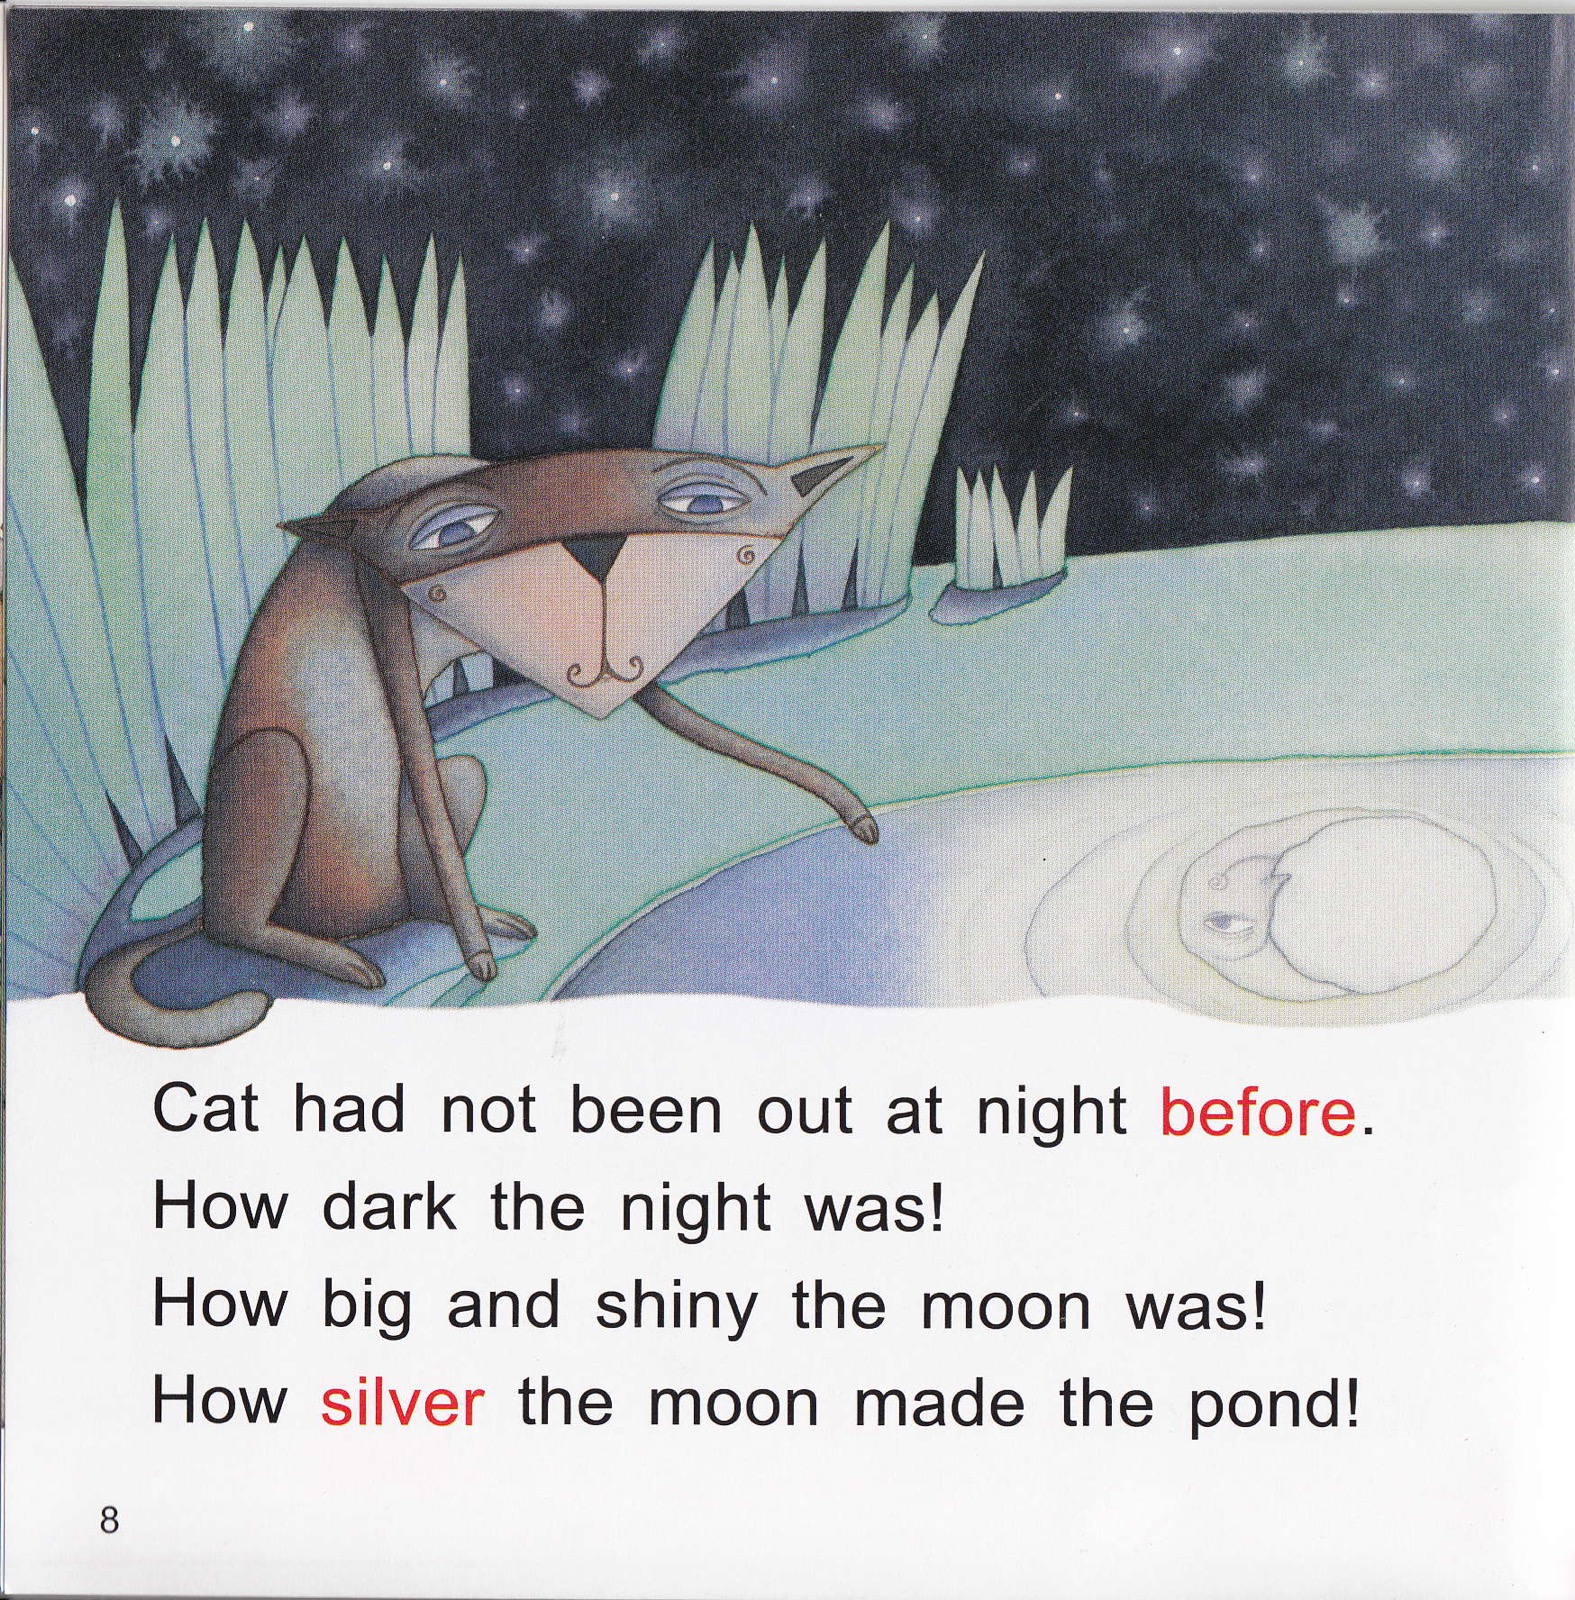 Cat had not been out at night before.
How dark the night was!
How big and shiny the moon was!
How silver the moon made the pond!
8